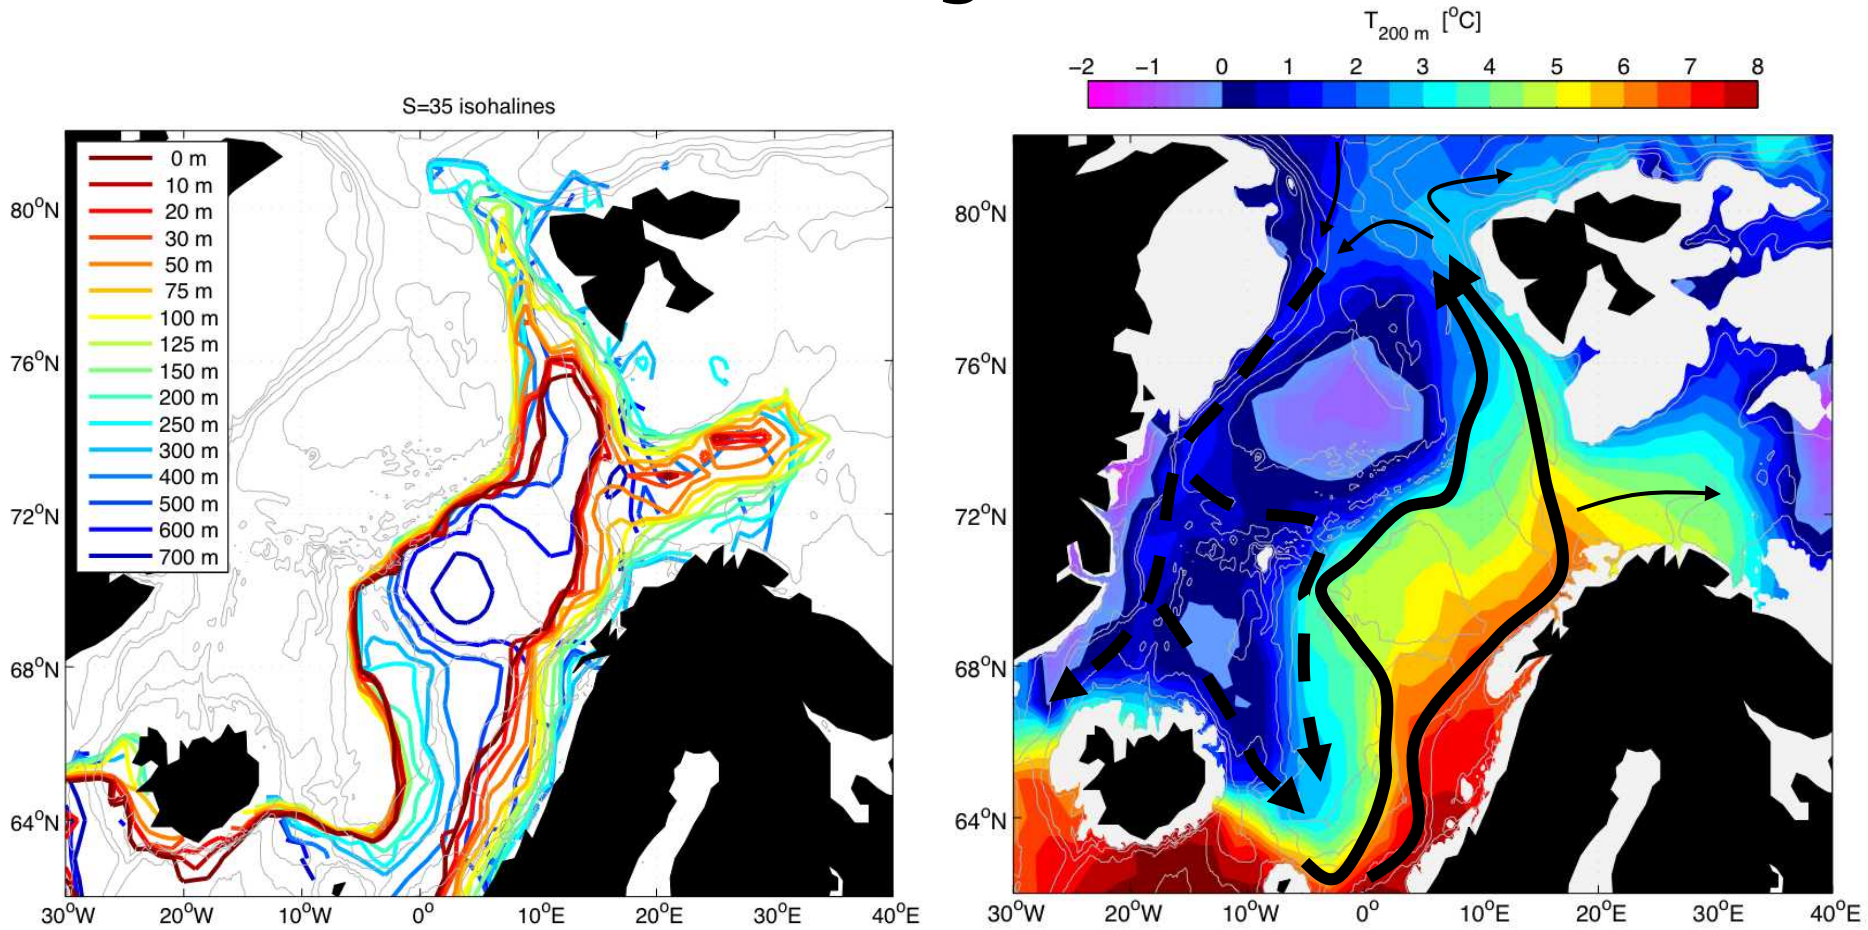 S=35 isohalines
0 m
10 m
20 m
30 m
50 m
75 m
100 m
125 m
150 m
200 m
250 m
300 m
400 m
500 m
600 m
700 m
80°N
76°N
72°N
68°N
64°N
30°W 20°W 10°W 0° 10°E 20°E 30°E 40°E
T200 m [°C]
−2 −1 0 1 2 3 4 5 6 7 8
80°N
76°N
72°N
68°N
64°N
30°W 20°W 10°W 0° 10°E 20°E 30°E 40°E